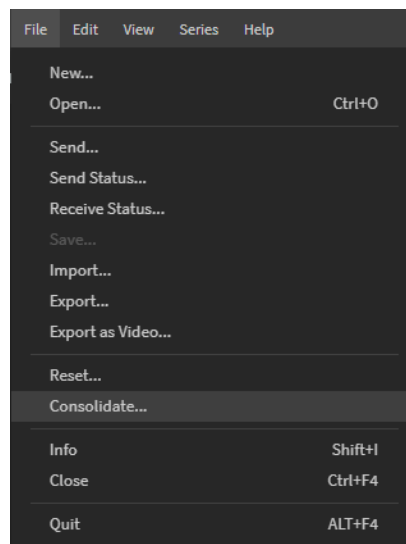 File Edit View Series Help
New...
Open... Ctrl+O
Send...
Send Status...
Receive Status...
Save...
Import...
Export...
Export as Video...
Reset...
Consolidate...
Info Shift+I
Close Ctrl+F4
Quit ALT+F4